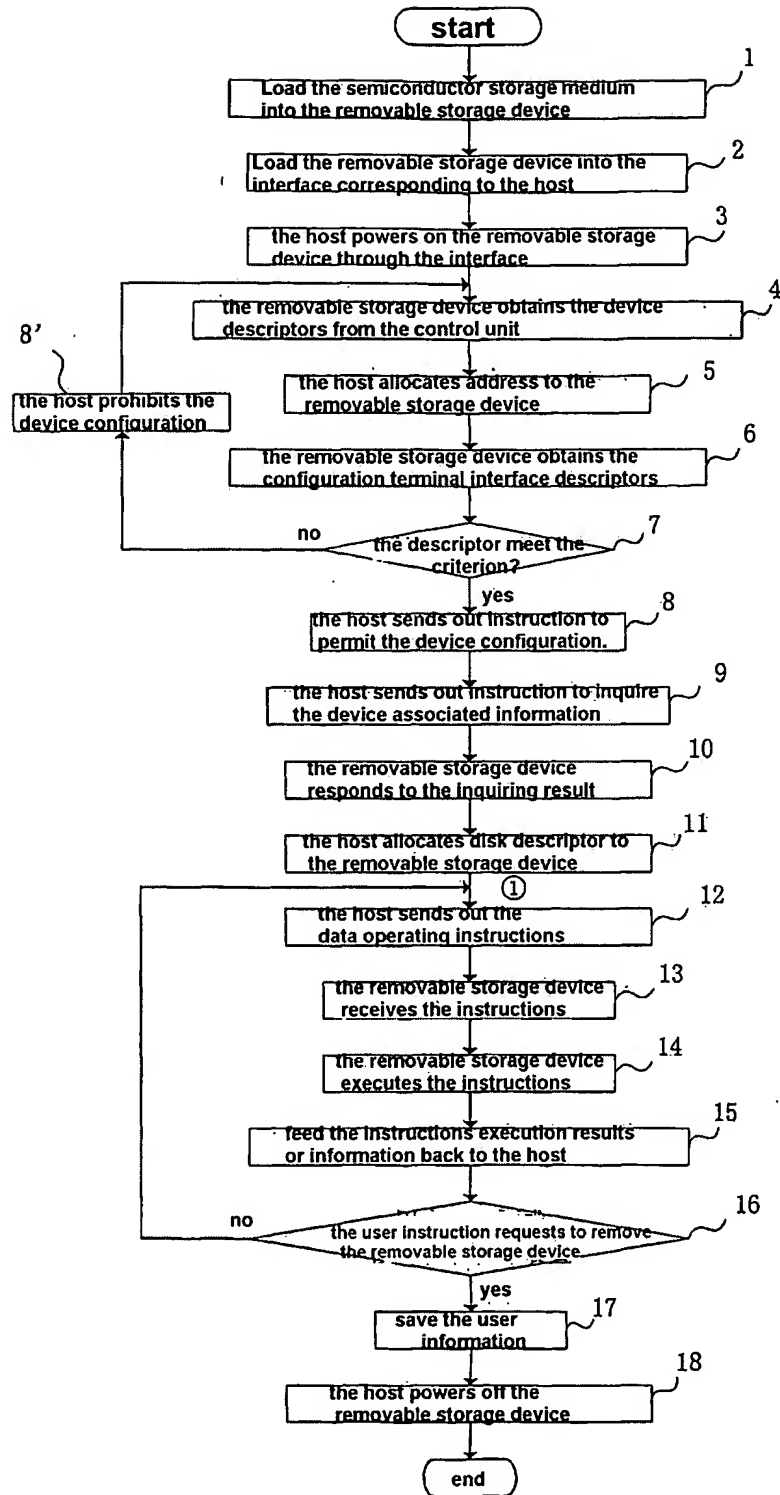 start
1
Load the semiconductor storage medium
into the removable storage device
2
Load the removable storage device into the
interface corresponding to the host
3
the host powers on the removable storage
device through the interface
4
the removable storage device obtains the device
descriptors from the control unit
8'
the host prohibits the
device configuration
5
the host allocates address to the
removable storage device
6
the removable storage device obtains the
configuration terminal interface descriptors
no
7
the descriptor meet the
criterion?
yes
8
the host sends out instruction to
permit the device configuration.
9
the host sends out instruction to inquire
the device associated information
10
the removable storage device
responds to the inquiring result
11
the host allocates disk descriptor to
the removable storage device
①
12
the host sends out the
data operating instructions
13
the removable storage device
receives the instructions
14
the removable storage device
executes the instructions
15
feed the instructions execution results
or information back to the host
no
16
the user instruction requests to remove
the removable storage device
yes
17
save the user
information
18
the host powers off the
removable storage device
end